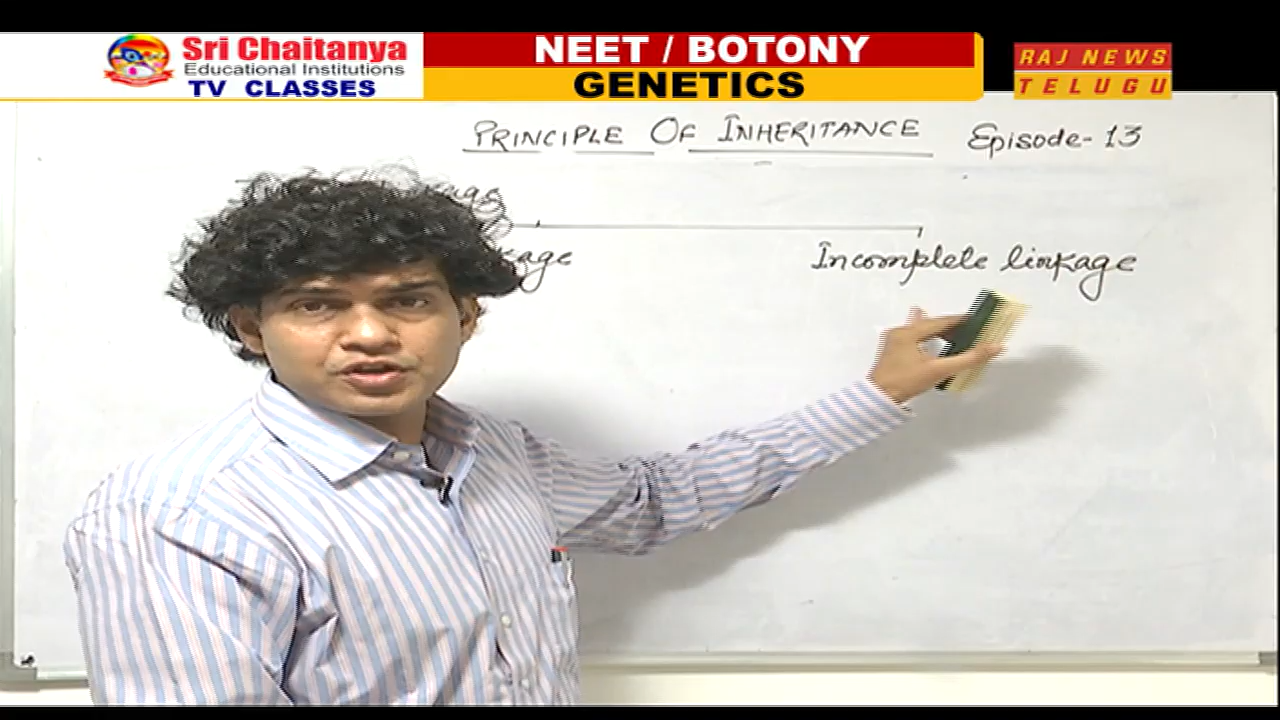 Sri Chaitanya
Educational Institutions
TV CLASSES
NEET / BOTONY
GENETICS
RAJ NEWS
TELUGU
PRINCIPLE OF INHERITANCE
Episode-13
Incomplete linkage